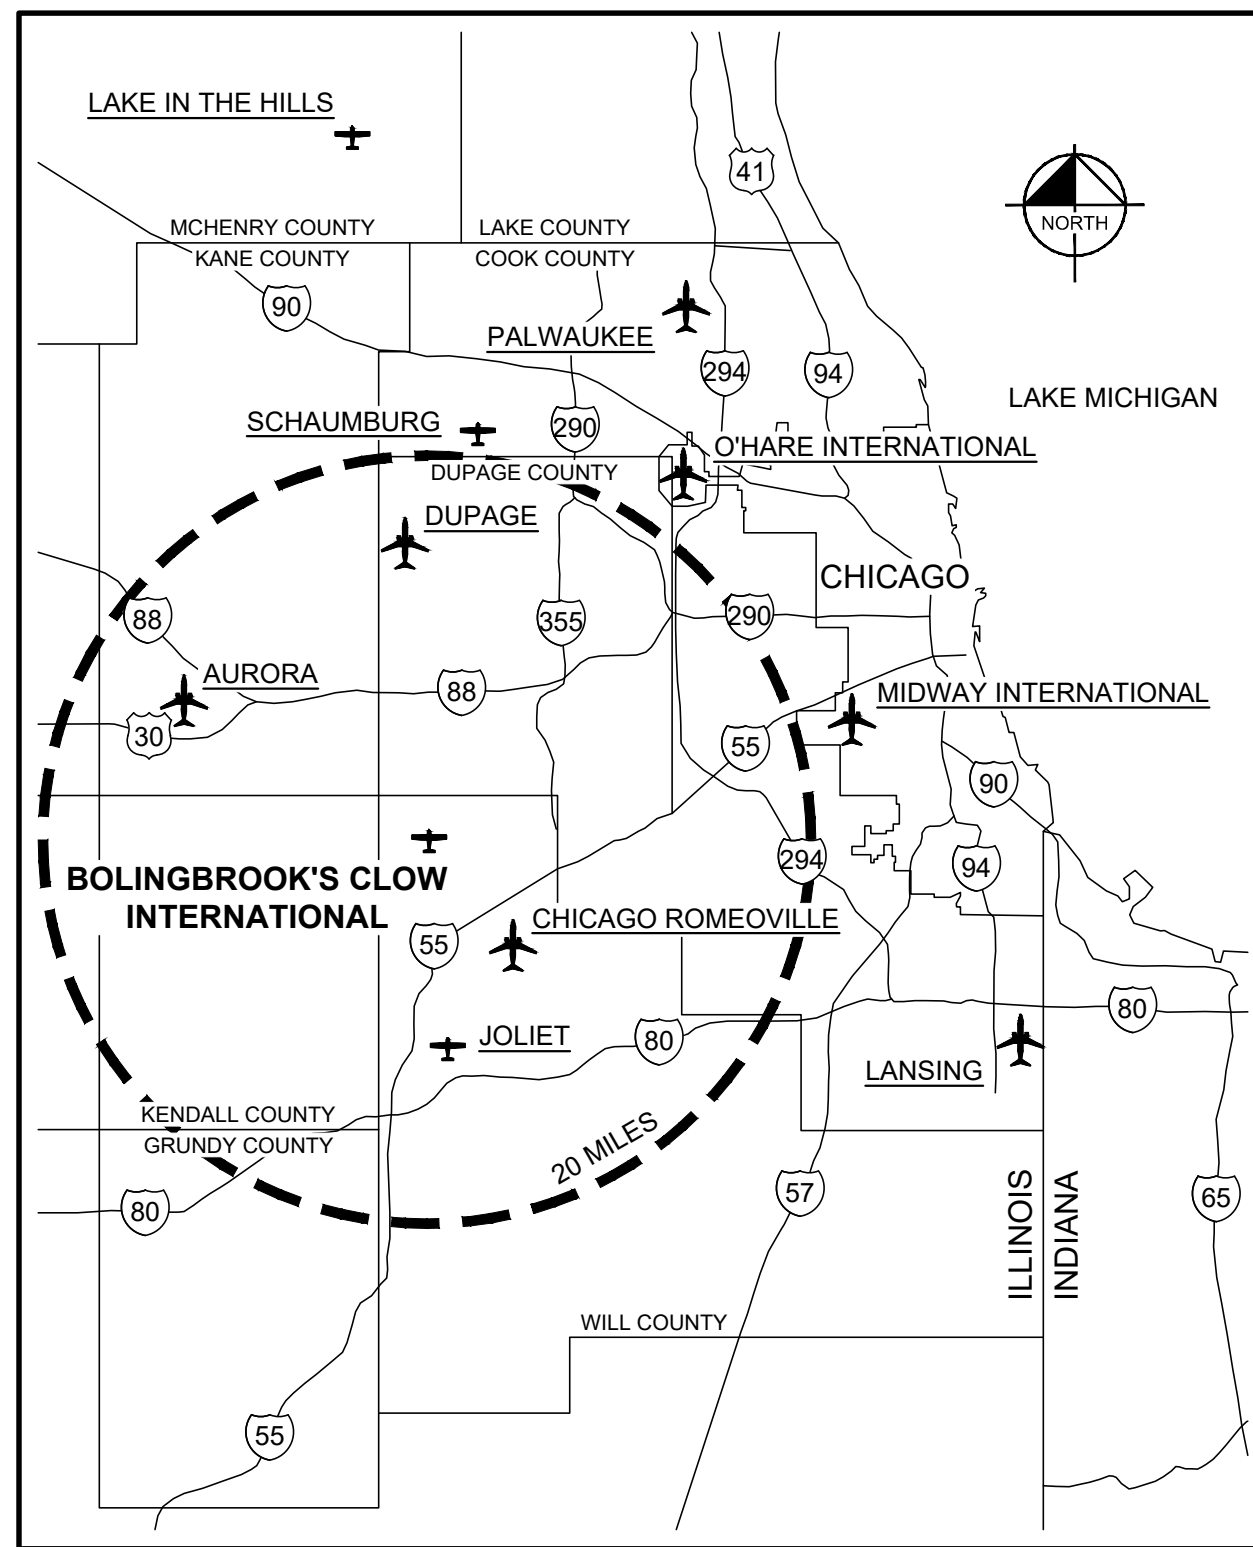 LAKE IN THE HILLS
41
NORTH
MCHENRY COUNTY
LAKE COUNTY
KANE COUNTY
COOK COUNTY
90
PALWAUKEE
294
94
LAKE MICHIGAN
SCHAUMBURG
290
O'HARE INTERNATIONAL
DUPAGE COUNTY
DUPAGE
CHICAGO
88
355
290
AURORA
88
MIDWAY INTERNATIONAL
30
55
90
294
94
BOLINGBROOK'S CLOW
INTERNATIONAL
CHICAGO ROMEOVILLE
55
80
JOLIET
80
LANSING
KENDALL COUNTY
GRUNDY COUNTY
20 MILES
80
57
ILLINOIS
INDIANA
65
WILL COUNTY
55